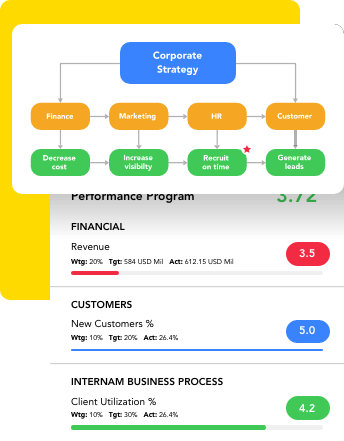 Corporate
Strategy
Finance
Marketing
HR
Customer
Decrease
cost
Increase
visibilty
Recruit
on time
Generate
leads
Performance Program
3.72
FINANCIAL
Revenue
3.5
Wtg: 20% Tgt: 584 USD Mil Act: 612.15 USD Mil
CUSTOMERS
New Customers %
5.0
Wtg: 10% Tgt: 20% Act: 26.4%
INTERNAM BUSINESS PROCESS
Client Utilization %
4.2
Wtg: 10% Tgt: 30% Act: 26.4%